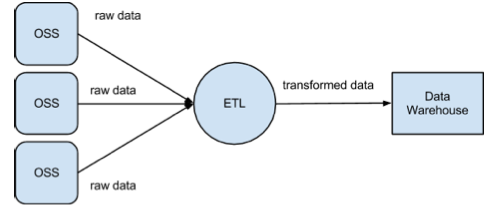 raw data
OSS
raw data
OSS
OSS
raw data
ETL
transformed data
Data
Warehouse